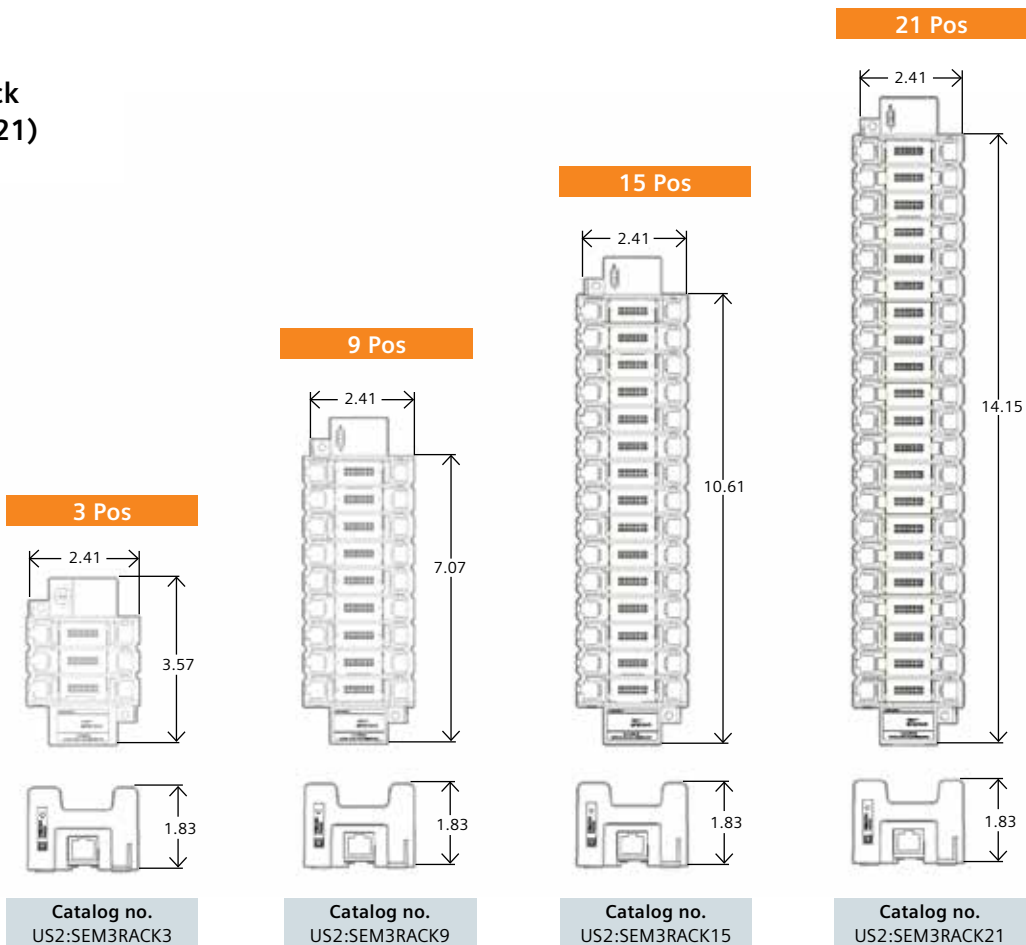 ck
21)
21 Pos
2.41
14.15
15 Pos
2.41
10.61
9 Pos
2.41
7.07
3 Pos
2.41
3.57
1.83
1.83
1.83
1.83
Catalog no.
US2:SEM3RACK3
Catalog no.
US2:SEM3RACK9
Catalog no.
US2:SEM3RACK15
Catalog no.
US2:SEM3RACK21